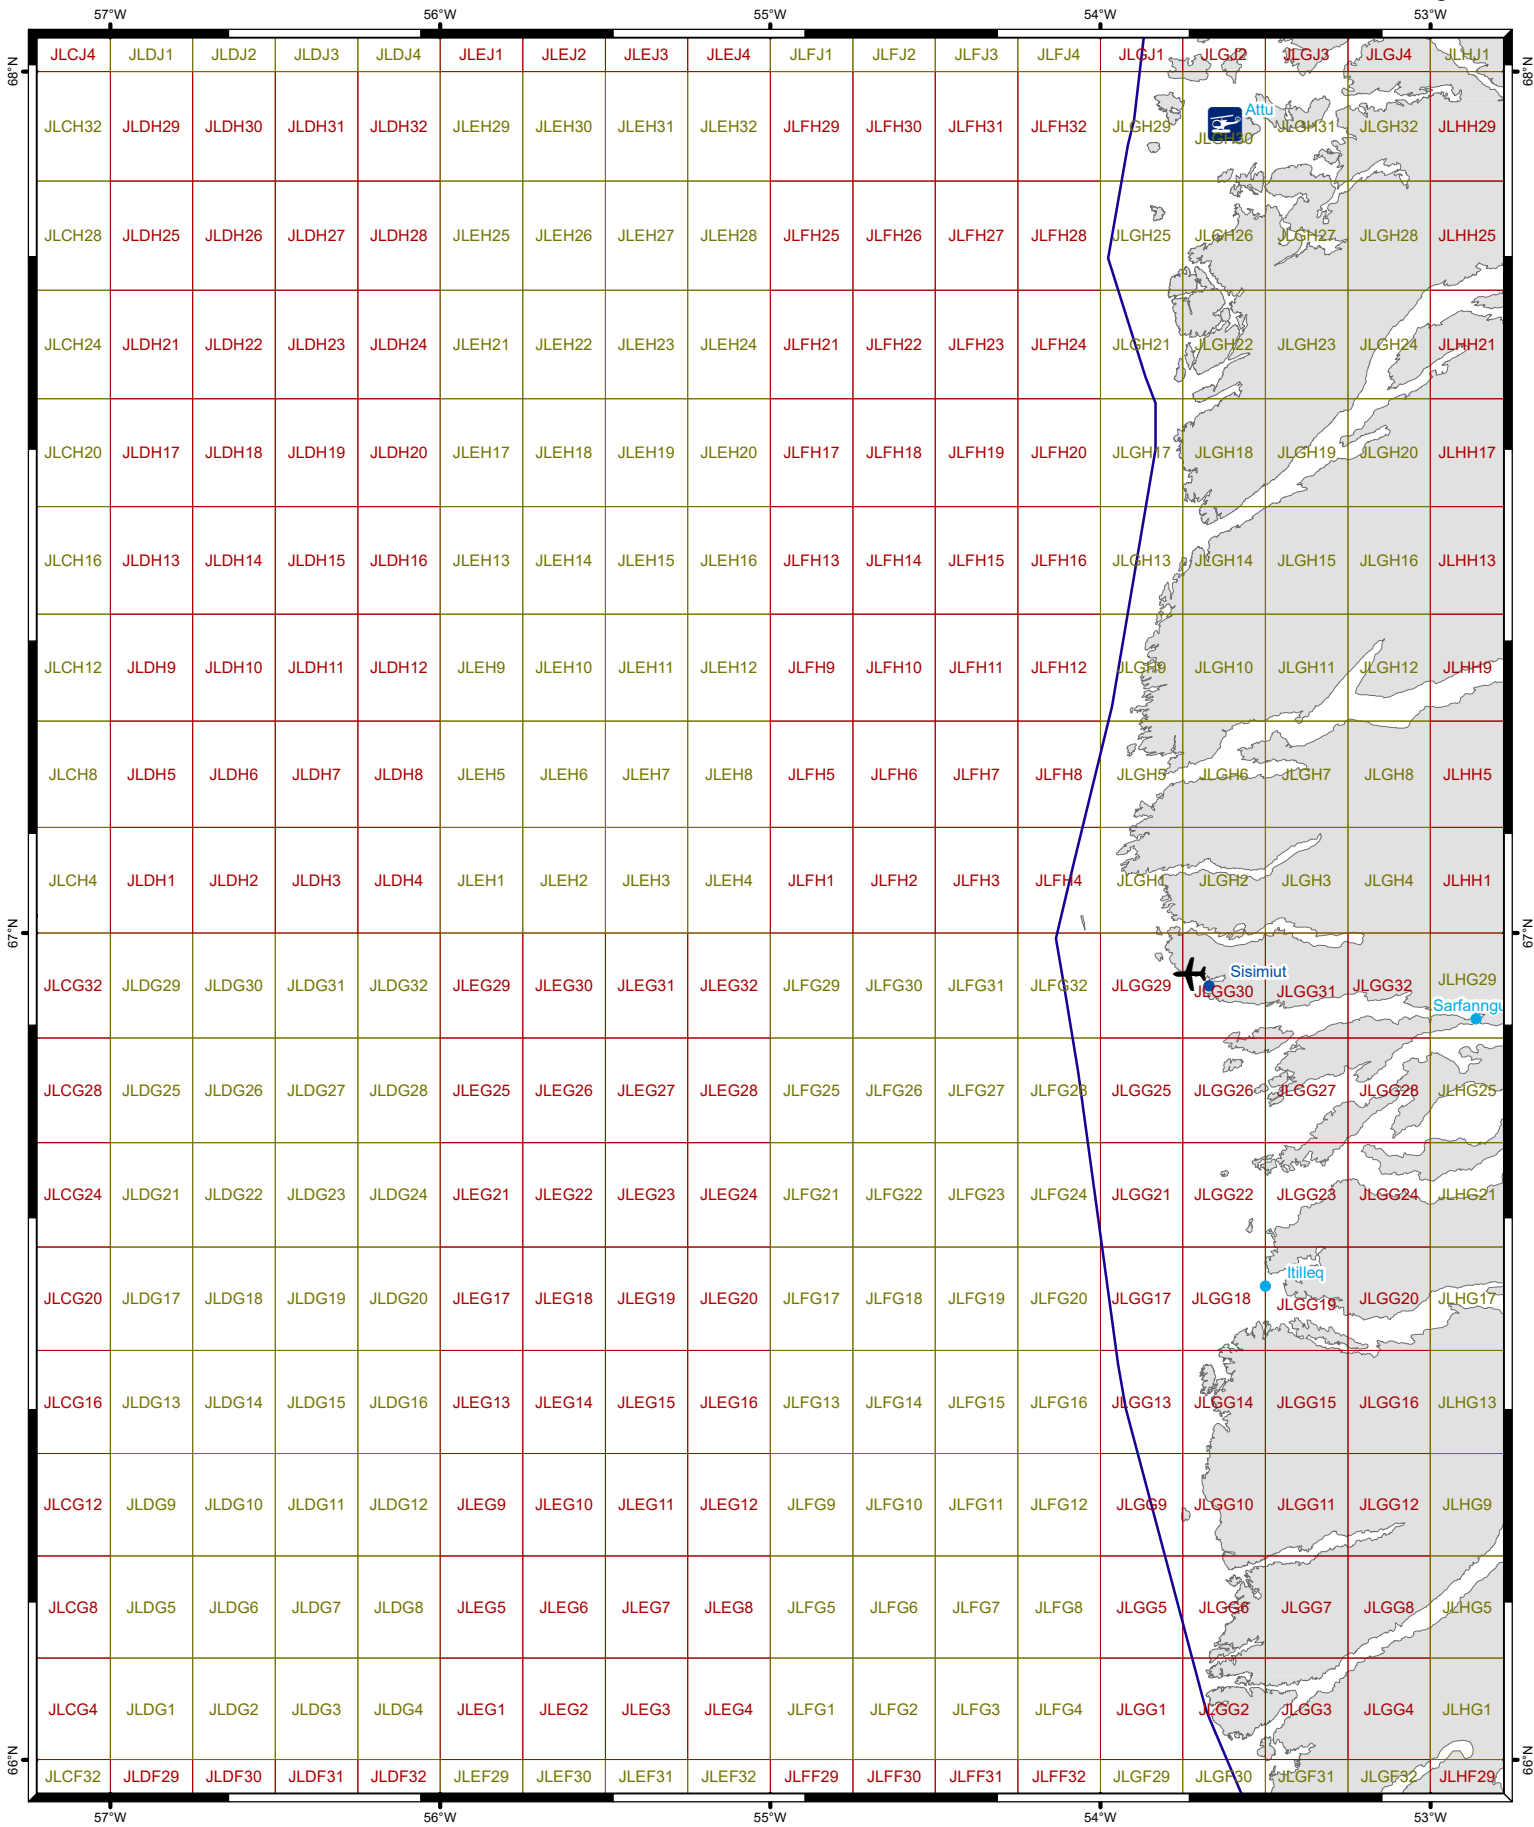 57°W 56°W 55°W 54°W 53°W
68°N JLCJ4 JLDJ1 JLDJ2 JLDJ3 JLDJ4 JLEJ1 JLEJ2 JLEJ3 JLEJ4 JLFJ1 JLFJ2 JLFJ3 JLFJ4 JLGJ1 JLGJ2 JLGJ3 JLGJ4 JLHJ1 68°N
Attu
JLCH32 JLDH29 JLDH30 JLDH31 JLDH32 JLEH29 JLEH30 JLEH31 JLEH32 JLFH29 JLFH30 JLFH31 JLFH32 JLGH29 JLGH30 JLGH31 JLGH32 JLHH29
JLCH28 JLDH25 JLDH26 JLDH27 JLDH28 JLEH25 JLEH26 JLEH27 JLEH28 JLFH25 JLFH26 JLFH27 JLFH28 JLGH25 JLGH26 JLGH27 JLGH28 JLHH25
JLCH24 JLDH21 JLDH22 JLDH23 JLDH24 JLEH21 JLEH22 JLEH23 JLEH24 JLFH21 JLFH22 JLFH23 JLFH24 JLGH21 JLGH22 JLGH23 JLGH24 JLHH21
JLCH20 JLDH17 JLDH18 JLDH19 JLDH20 JLEH17 JLEH18 JLEH19 JLEH20 JLFH17 JLFH18 JLFH19 JLFH20 JLGH17 JLGH18 JLGH19 JLGH20 JLHH17
JLCH16 JLDH13 JLDH14 JLDH15 JLDH16 JLEH13 JLEH14 JLEH15 JLEH16 JLFH13 JLFH14 JLFH15 JLFH16 JLGH13 JLGH14 JLGH15 JLGH16 JLHH13
JLCH12 JLDH9 JLDH10 JLDH11 JLDH12 JLEH9 JLEH10 JLEH11 JLEH12 JLFH9 JLFH10 JLFH11 JLFH12 JLGH9 JLGH10 JLGH11 JLGH12 JLHH9
JLCH8 JLDH5 JLDH6 JLDH7 JLDH8 JLEH5 JLEH6 JLEH7 JLEH8 JLFH5 JLFH6 JLFH7 JLFH8 JLGH5 JLGH6 JLGH7 JLGH8 JLHH5
JLCH4 JLDH1 JLDH2 JLDH3 JLDH4 JLEH1 JLEH2 JLEH3 JLEH4 JLFH1 JLFH2 JLFH3 JLFH4 JLGH1 JLGH2 JLGH3 JLGH4 JLHH1
67°N 67°N
Sisimiut
JLCG32 JLDG29 JLDG30 JLDG31 JLDG32 JLEG29 JLEG30 JLEG31 JLEG32 JLFG29 JLFG30 JLFG31 JLFG32 JLGG29 JLGG30 JLGG31 JLGG32 JLHG29
Sarfanngu
JLCG28 JLDG25 JLDG26 JLDG27 JLDG28 JLEG25 JLEG26 JLEG27 JLEG28 JLFG25 JLFG26 JLFG27 JLFG28 JLGG25 JLGG26 JLGG27 JLGG28 JLHG25
JLCG24 JLDG21 JLDG22 JLDG23 JLDG24 JLEG21 JLEG22 JLEG23 JLEG24 JLFG21 JLFG22 JLFG23 JLFG24 JLGG21 JLGG22 JLGG23 JLGG24 JLHG21
Itilleq
JLCG20 JLDG17 JLDG18 JLDG19 JLDG20 JLEG17 JLEG18 JLEG19 JLEG20 JLFG17 JLFG18 JLFG19 JLFG20 JLGG17 JLGG18 JLGG19 JLGG20 JLHG17
JLCG16 JLDG13 JLDG14 JLDG15 JLDG16 JLEG13 JLEG14 JLEG15 JLEG16 JLFG13 JLFG14 JLFG15 JLFG16 JLGG13 JLGG14 JLGG15 JLGG16 JLHG13
JLCG12 JLDG9 JLDG10 JLDG11 JLDG12 JLEG9 JLEG10 JLEG11 JLEG12 JLFG9 JLFG10 JLFG11 JLFG12 JLGG9 JLGG10 JLGG11 JLGG12 JLHG9
JLCG8 JLDG5 JLDG6 JLDG7 JLDG8 JLEG5 JLEG6 JLEG7 JLEG8 JLFG5 JLFG6 JLFG7 JLFG8 JLGG5 JLGG6 JLGG7 JLGG8 JLHG5
JLCG4 JLDG1 JLDG2 JLDG3 JLDG4 JLEG1 JLEG2 JLEG3 JLEG4 JLFG1 JLFG2 JLFG3 JLFG4 JLGG1 JLGG2 JLGG3 JLGG4 JLHG1
66°N JLCF32 JLDF29 JLDF30 JLDF31 JLDF32 JLEF29 JLEF30 JLEF31 JLEF32 JLFF29 JLFF30 JLFF31 JLFF32 JLGF29 JLGF30 JLGF31 JLGF32 JLHF29 66°N
57°W 56°W 55°W 54°W 53°W